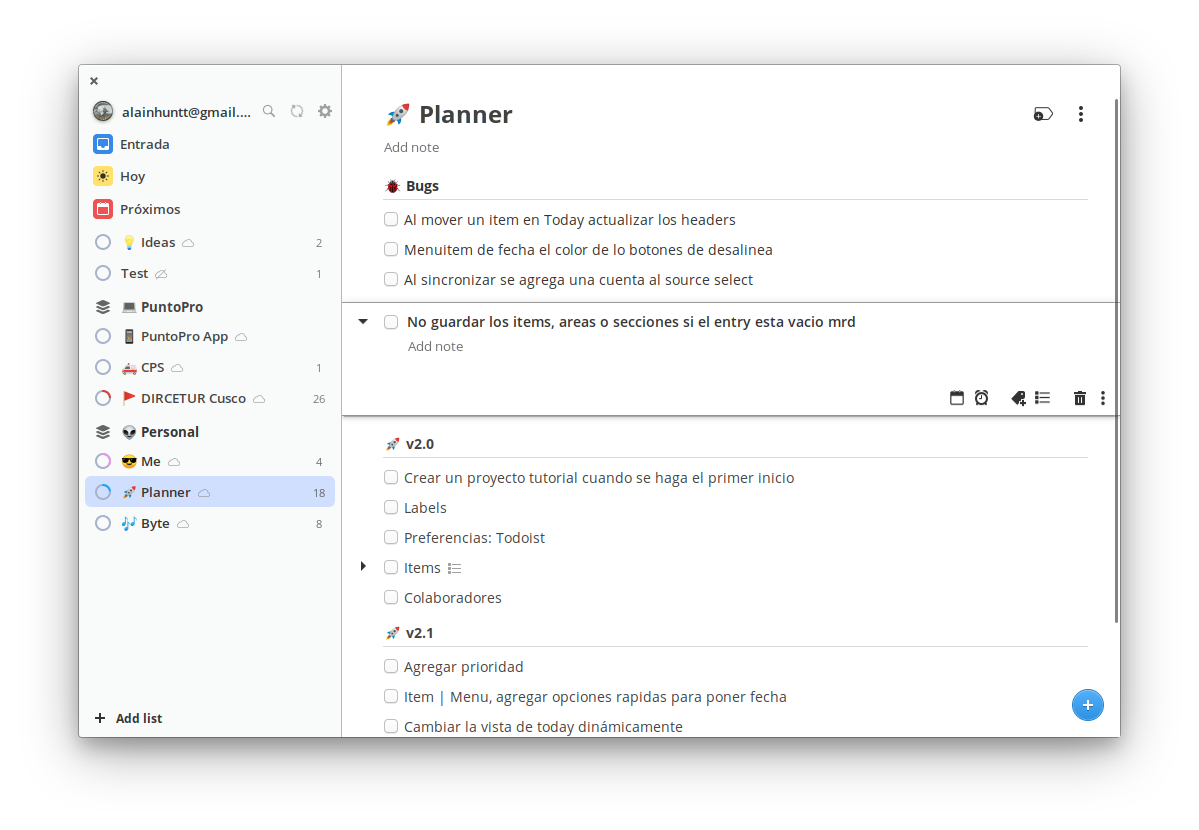 alainhuntt@gmail....
Entrada
Hoy
Próximos
Ideas 2
Test 1
PuntoPro
PuntoPro App
CPS 1
DIRCETUR Cusco 26
Personal
Me 4
Planner 18
Byte 8
+ Add list
Planner
Add note
Bugs
Al mover un item en Today actualizar los headers
Menuitem de fecha el color de lo botones de desalinea
Al sincronizar se agrega una cuenta al source select
No guardar los items, areas o secciones si el entry esta vacio mrd
Add note
v2.0
Crear un proyecto tutorial cuando se haga el primer inicio
Labels
Preferencias: Todoist
Items
Colaboradores
v2.1
Agregar prioridad
Item | Menu, agregar opciones rapidas para poner fecha
Cambiar la vista de today dinámicamente